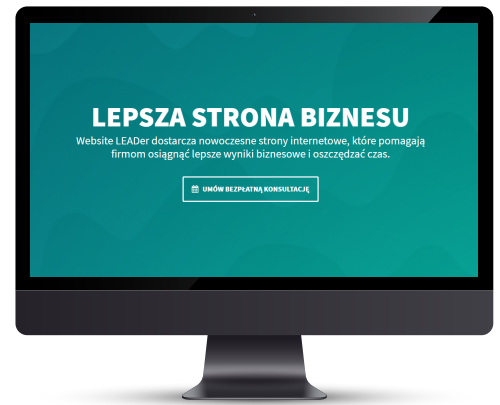 LEPSZA STRONA BIZNESU
Website LEADer dostarcza nowoczesne strony internetowe, które pomagają
firmom osiągnąć lepsze wyniki biznesowe i oszczędzać czas.
UMÓW BEZPŁATNĄ KONSULTACJĘ